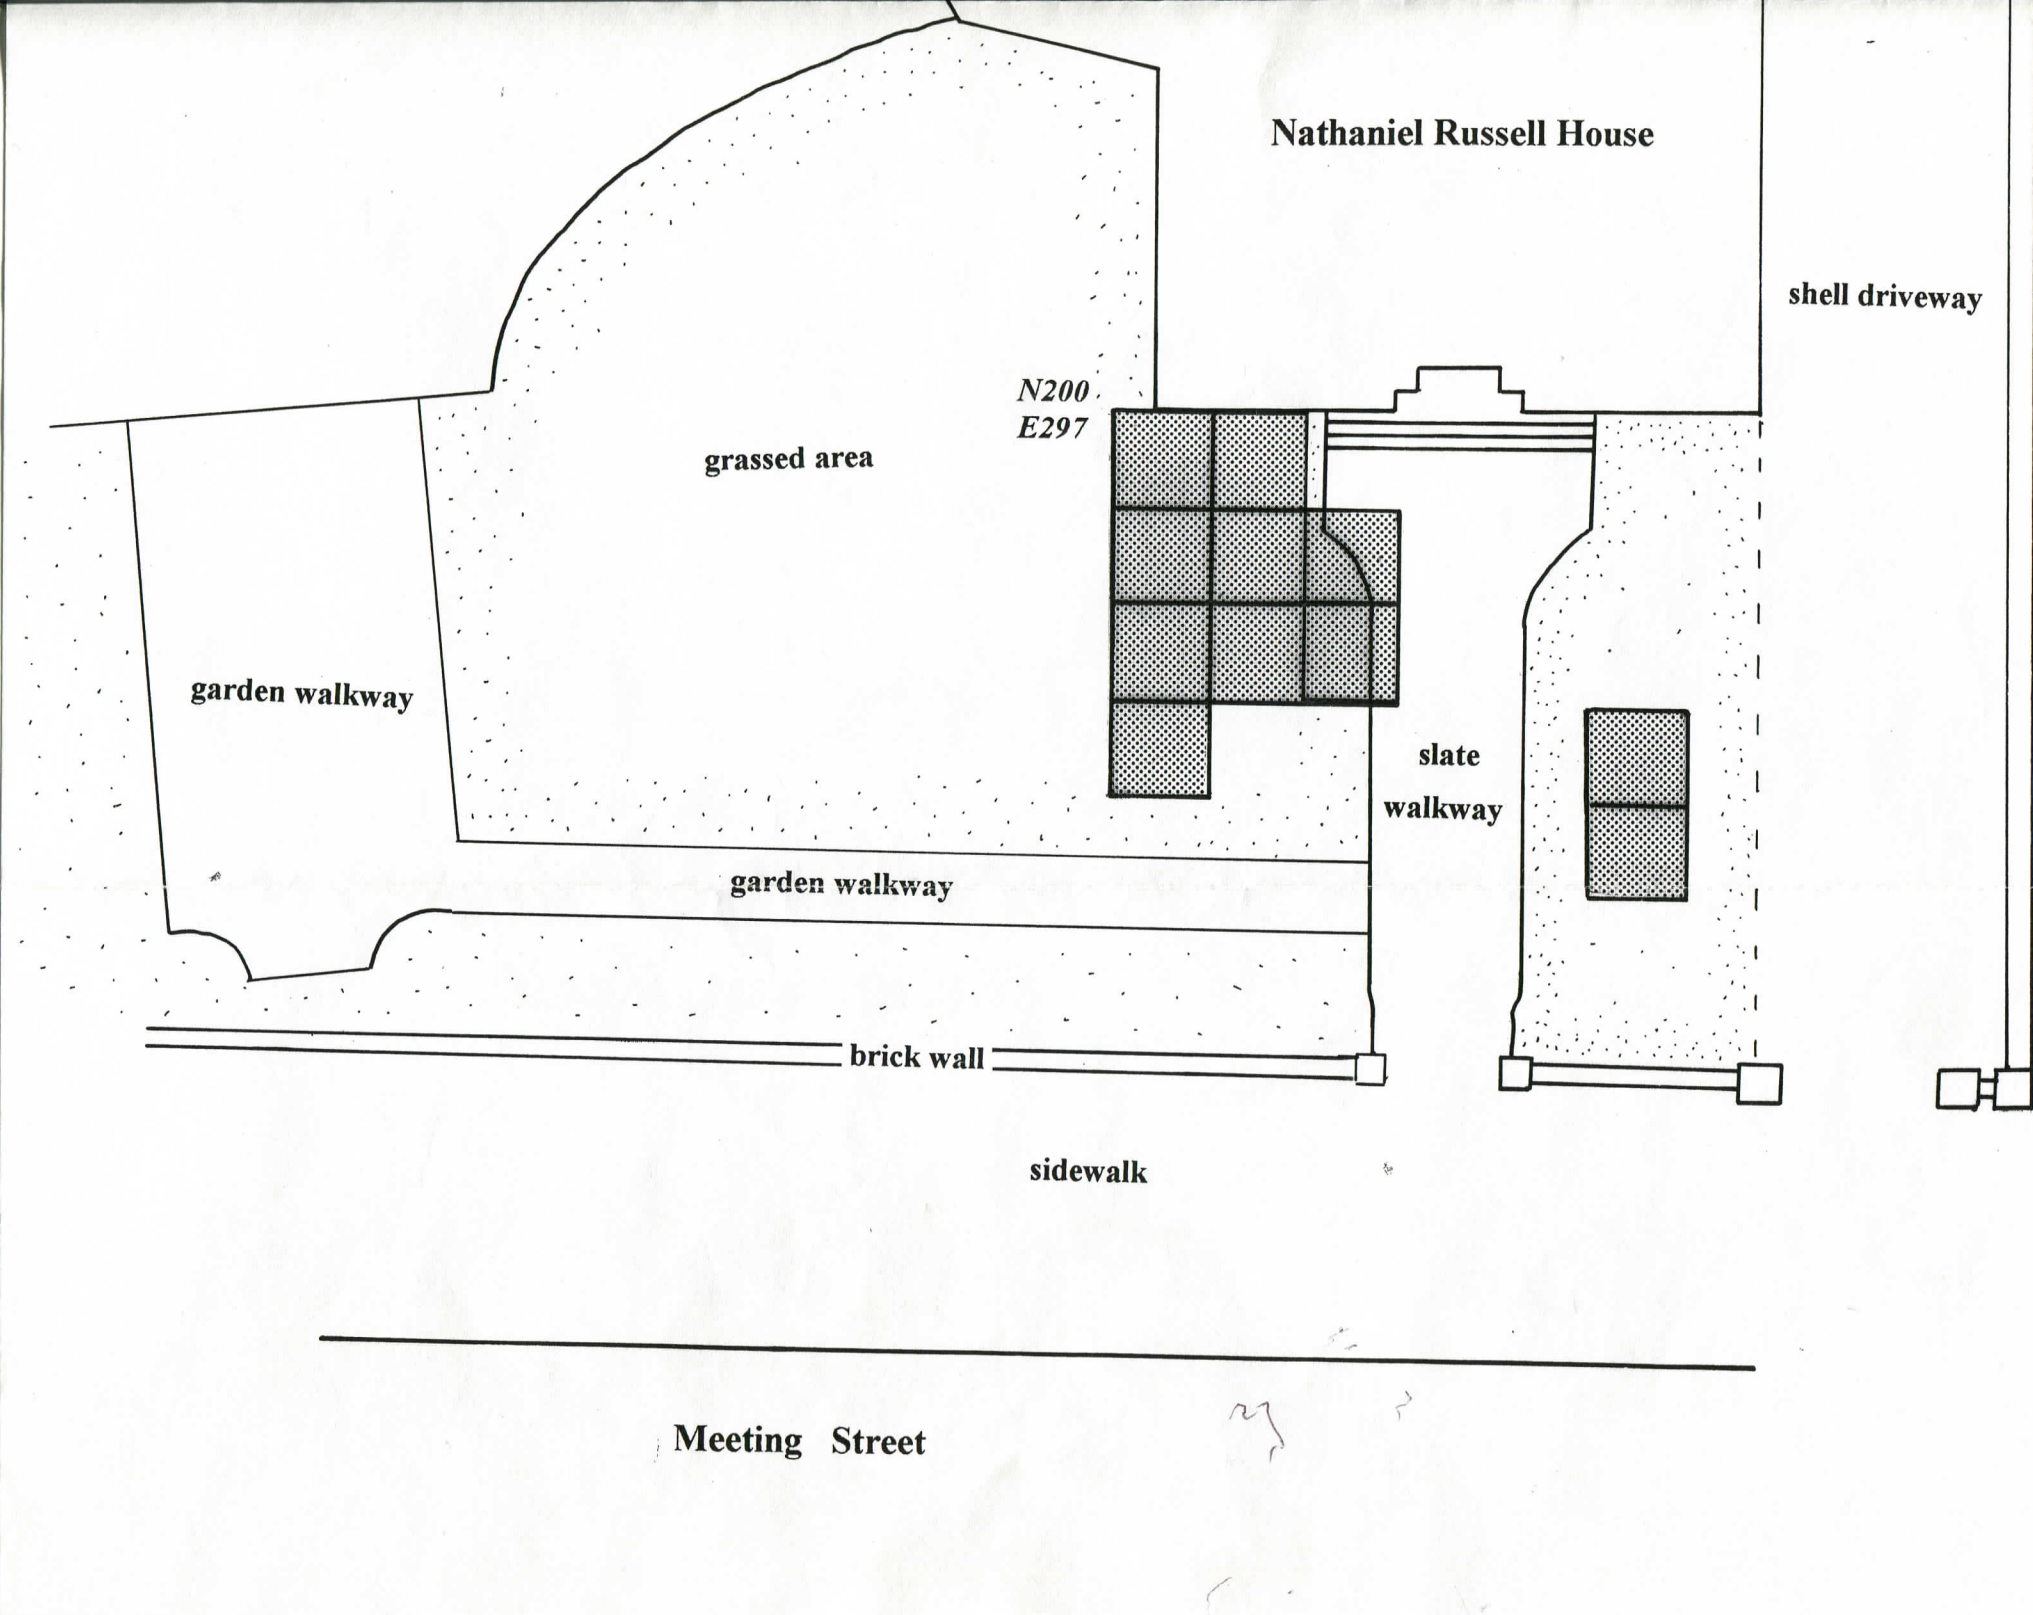 Nathaniel Russell House
shell driveway
N200
E297
grassed area
garden walkway
slate
walkway
garden walkway
brick wall
sidewalk
Meeting Street